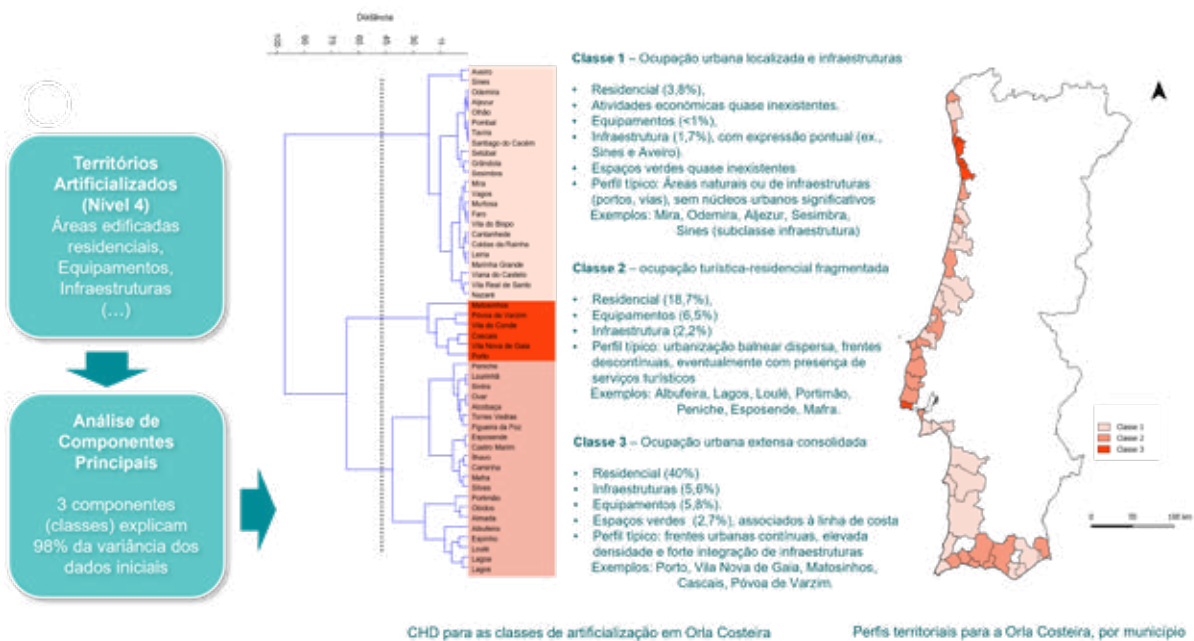 Territórios
Artificializados
(Nível 4)
Áreas edificadas
residenciais,
Equipamentos,
Infraestruturas
(...)
Análise de
Componentes
Principais
3 componentes
(classes) explicam
98% da variância dos
dados iniciais
Distância
Aveiro
Sines
Odemira
Aljezur
Olhão
Pombal
Tavira
Santiago do Cacém
Setúbal
Grândola
Sesimbra
Mira
Vagos
Murtosa
Faro
Vila do Bispo
Cantanhede
Caldas da Rainha
Leiria
Marinha Grande
Viana do Castelo
Vila Real de Santo
Nazaré
Matosinhos
Póvoa de Varzim
Vila do Conde
Cascais
Vila Nova de Gaia
Porto
Peniche
Lourinhã
Sintra
Ovar
Alcobaça
Torres Vedras
Figueira da Foz
Esposende
Castro Marim
Ílhavo
Caminha
Mafra
Silves
Portimão
Óbidos
Almada
Albufeira
Espinho
Loulé
Lagoa
Lagos
Classe 1 – Ocupação urbana localizada e infraestruturas
• Residencial (3,8%),
• Atividades económicas quase inexistentes.
• Equipamentos (<1%),
• Infraestrutura (1,7%), com expressão pontual (ex.,
Sines e Aveiro)
• Espaços verdes quase inexistentes
• Perfil típico: Áreas naturais ou de infraestruturas
(portos, vias), sem núcleos urbanos significativos
Exemplos: Mira, Odemira, Aljezur, Sesimbra,
Sines (subclasse infraestrutura)
Classe 2 – ocupação turística-residencial fragmentada
• Residencial (18,7%),
• Equipamentos (6,5%)
• Infraestrutura (2,2%)
• Perfil típico: urbanização balnear dispersa, frentes
descontínuas, eventualmente com presença de
serviços turísticos
Exemplos: Albufeira, Lagos, Loulé, Portimão,
Peniche, Esposende, Mafra.
Classe 3 – Ocupação urbana extensa consolidada
• Residencial (40%)
• Infraestruturas (5,6%)
• Equipamentos (5,8%).
• Espaços verdes (2,7%), associados à linha de costa
• Perfil típico: frentes urbanas contínuas, elevada
densidade e forte integração de infraestruturas
Exemplos: Porto, Vila Nova de Gaia, Matosinhos,
Cascais, Póvoa de Varzim.
Classe 1
Classe 2
Classe 3
0 50 100 km
CHD para as classes de artificialização em Orla Costeira
Perfis territoriais para a Orla Costeira, por município